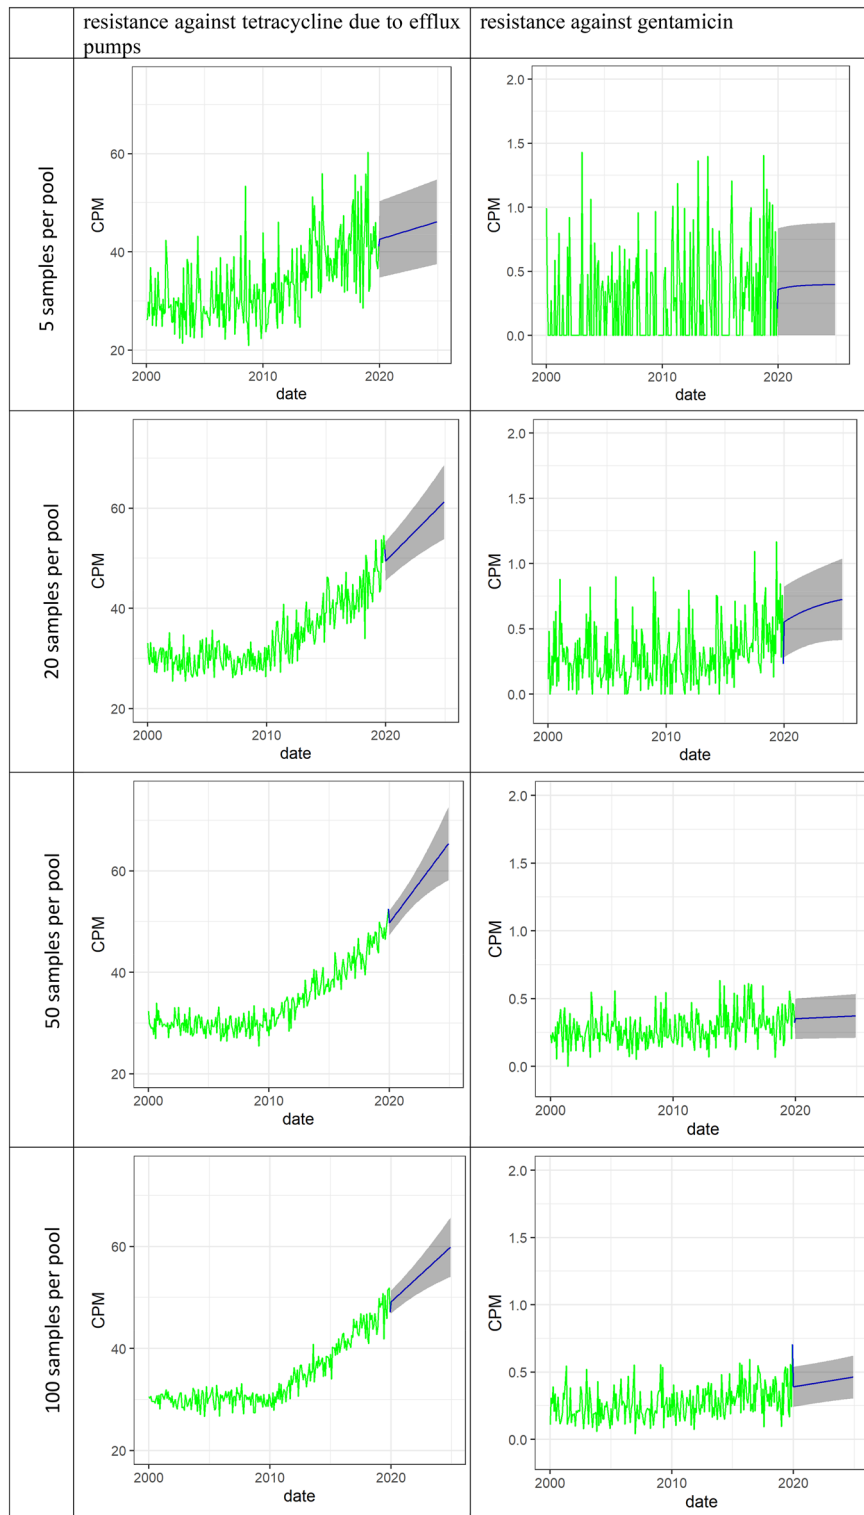 resistance against tetracycline due to efflux
pumps
resistance against gentamicin
5 samples per pool
CPM
60
40
20
2000
2010
2020
date
CPM
2.0
1.5
1.0
0.5
0.0
2000
2010
2020
date
20 samples per pool
CPM
60
40
20
2000
2010
2020
date
CPM
2.0
1.5
1.0
0.5
0.0
2000
2010
2020
date
50 samples per pool
CPM
60
40
20
2000
2010
2020
date
CPM
2.0
1.5
1.0
0.5
0.0
2000
2010
2020
date
100 samples per pool
CPM
60
40
20
2000
2010
2020
date
CPM
2.0
1.5
1.0
0.5
0.0
2000
2010
2020
date